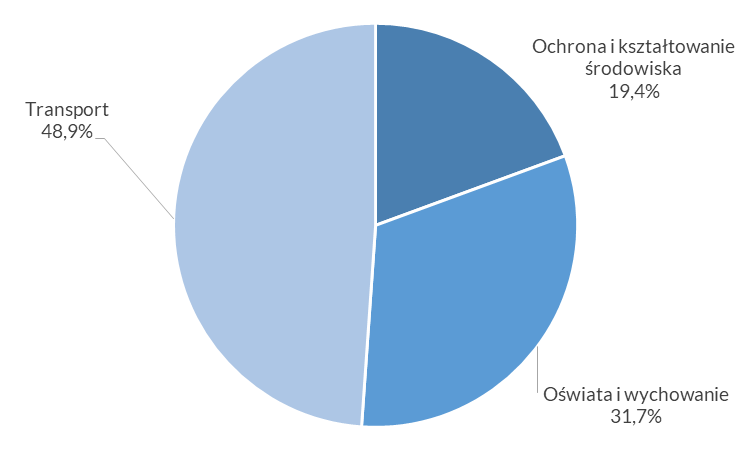 Ochrona i kształtowanie
środowiska
19,4%
Transport
48,9%
Oświata i wychowanie
31,7%